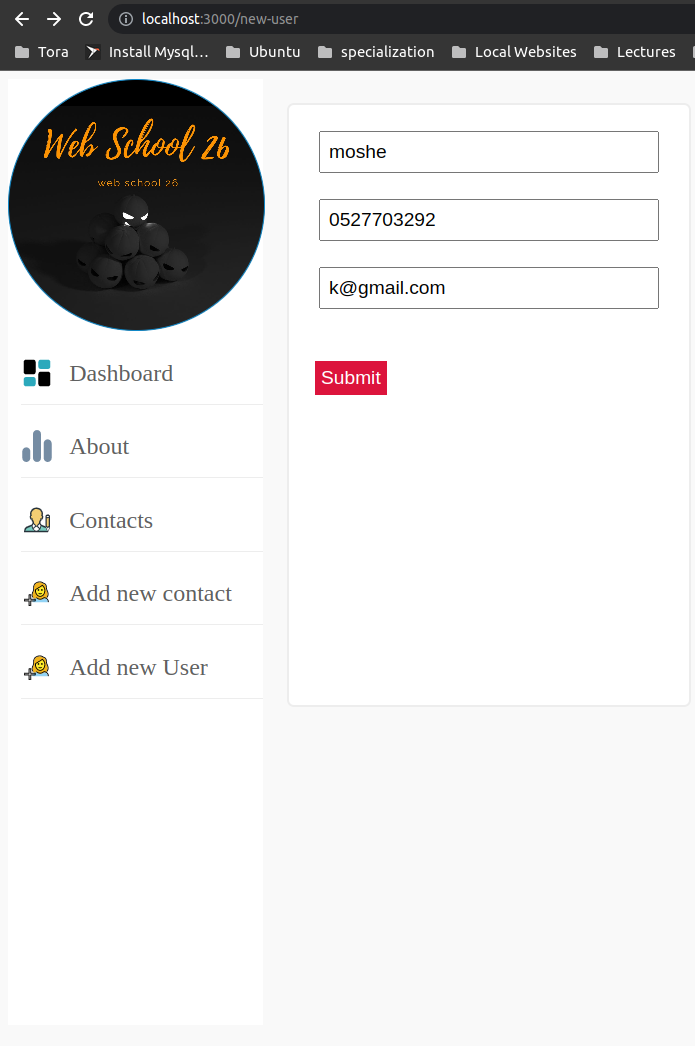 localhost:3000/new-user
Tora Install Mysql… Ubuntu specialization Local Websites Lectures
Web School 26
web school 26
moshe
0527703292
k@gmail.com
Submit
Dashboard
About
Contacts
Add new contact
Add new User